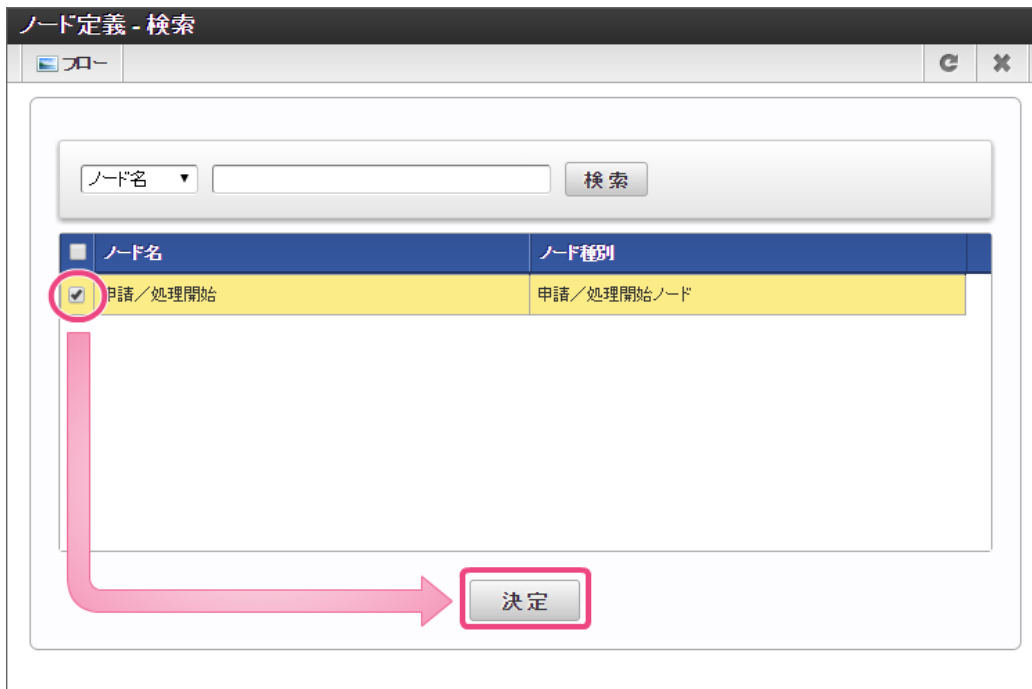 ノード定義 - 検索
フロー
ノード名 検索
ノード名 ノード種別
申請／処理開始 申請／処理開始ノード
決定